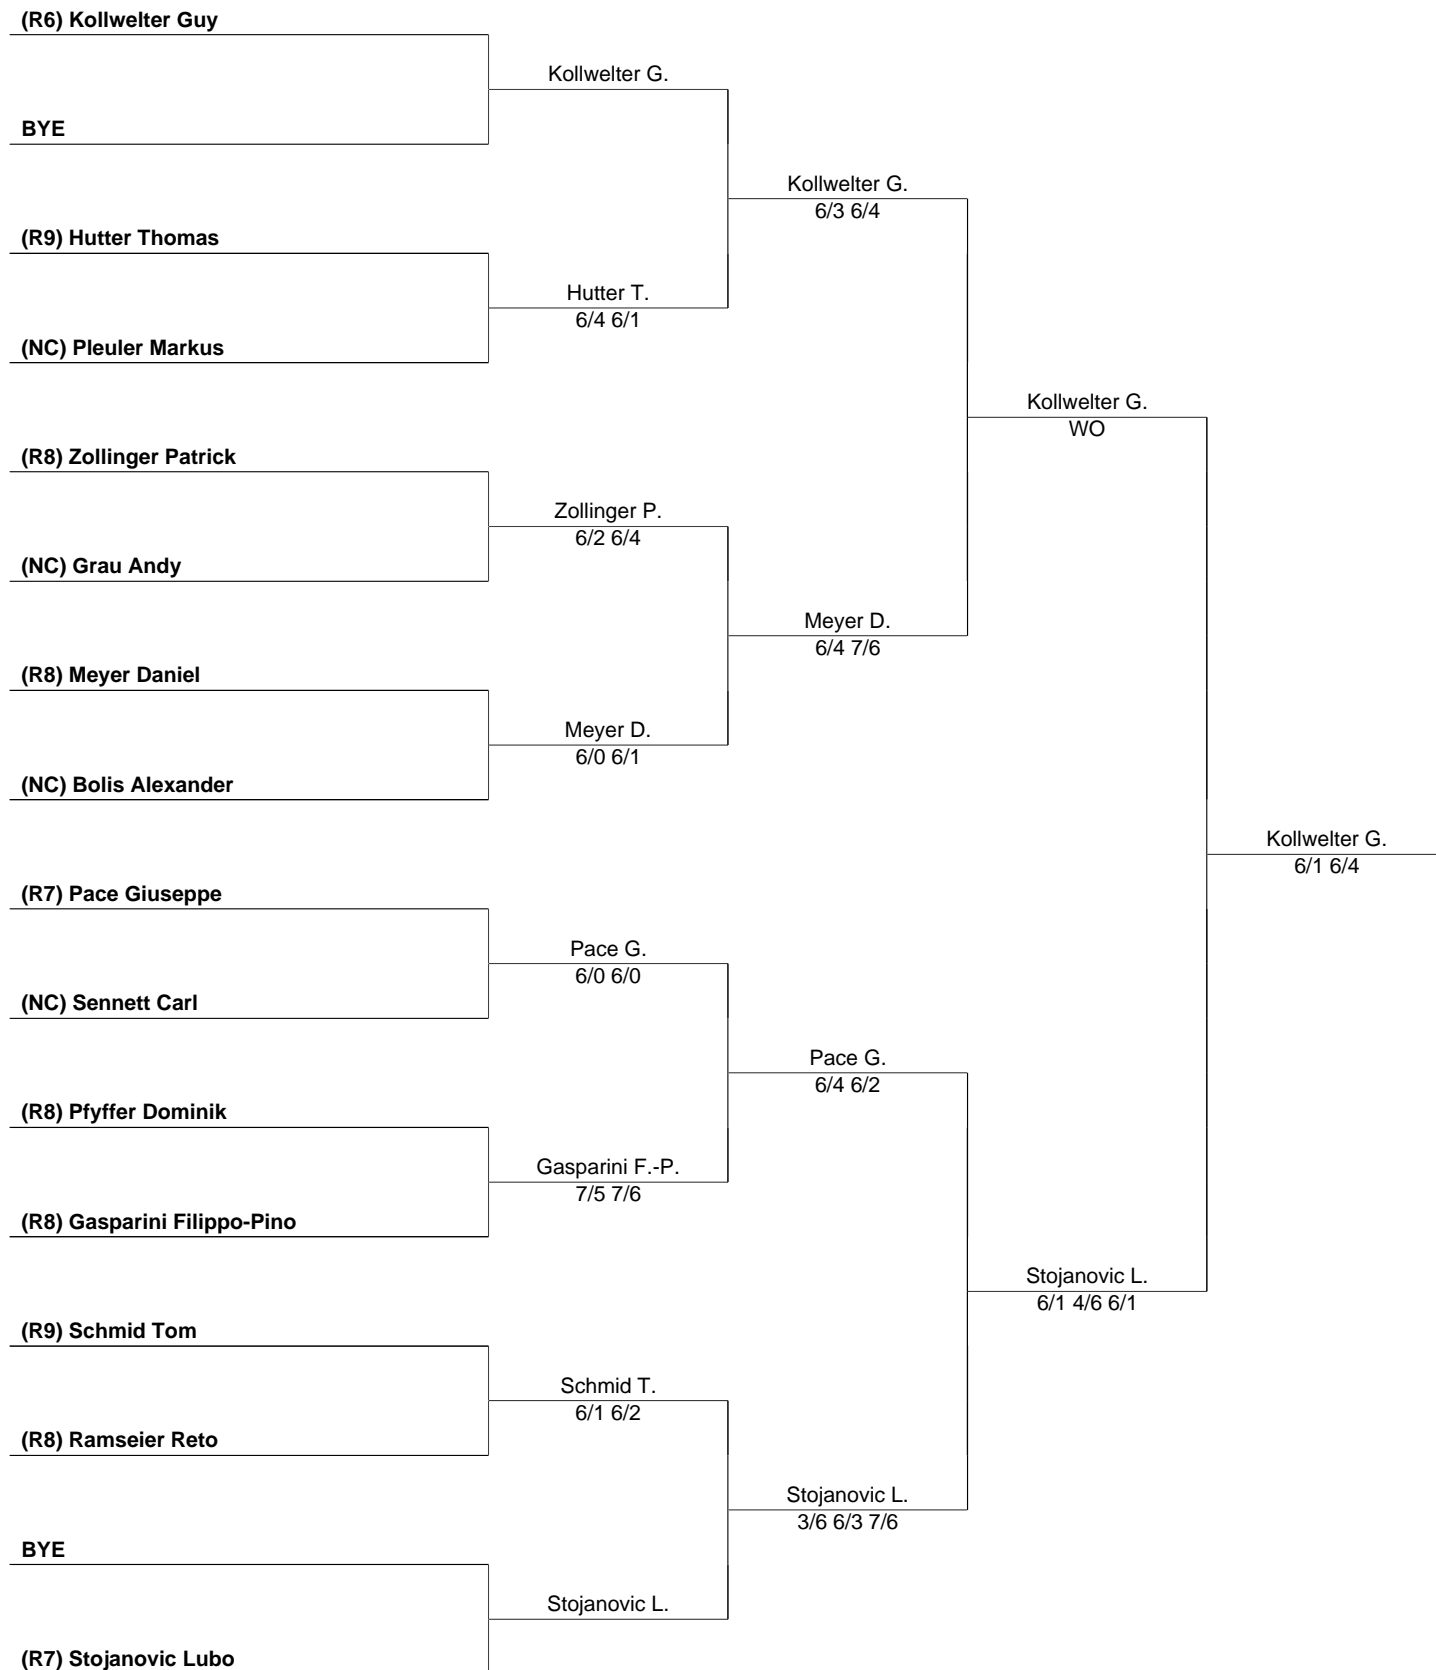 (R6) Kollwelter Guy
Kollwelter G.
BYE
Kollwelter G.
6/3 6/4
(R9) Hutter Thomas
Hutter T.
6/4 6/1
(NC) Pleuler Markus
Kollwelter G.
WO
(R8) Zollinger Patrick
Zollinger P.
6/2 6/4
(NC) Grau Andy
Meyer D.
6/4 7/6
(R8) Meyer Daniel
Meyer D.
6/0 6/1
(NC) Bolis Alexander
Kollwelter G.
6/1 6/4
(R7) Pace Giuseppe
Pace G.
6/0 6/0
(NC) Sennett Carl
Pace G.
6/4 6/2
(R8) Pfyffer Dominik
Gasparini F.-P.
7/5 7/6
(R8) Gasparini Filippo-Pino
Stojanovic L.
6/1 4/6 6/1
(R9) Schmid Tom
Schmid T.
6/1 6/2
(R8) Ramseier Reto
Stojanovic L.
3/6 6/3 7/6
BYE
Stojanovic L.
(R7) Stojanovic Lubo